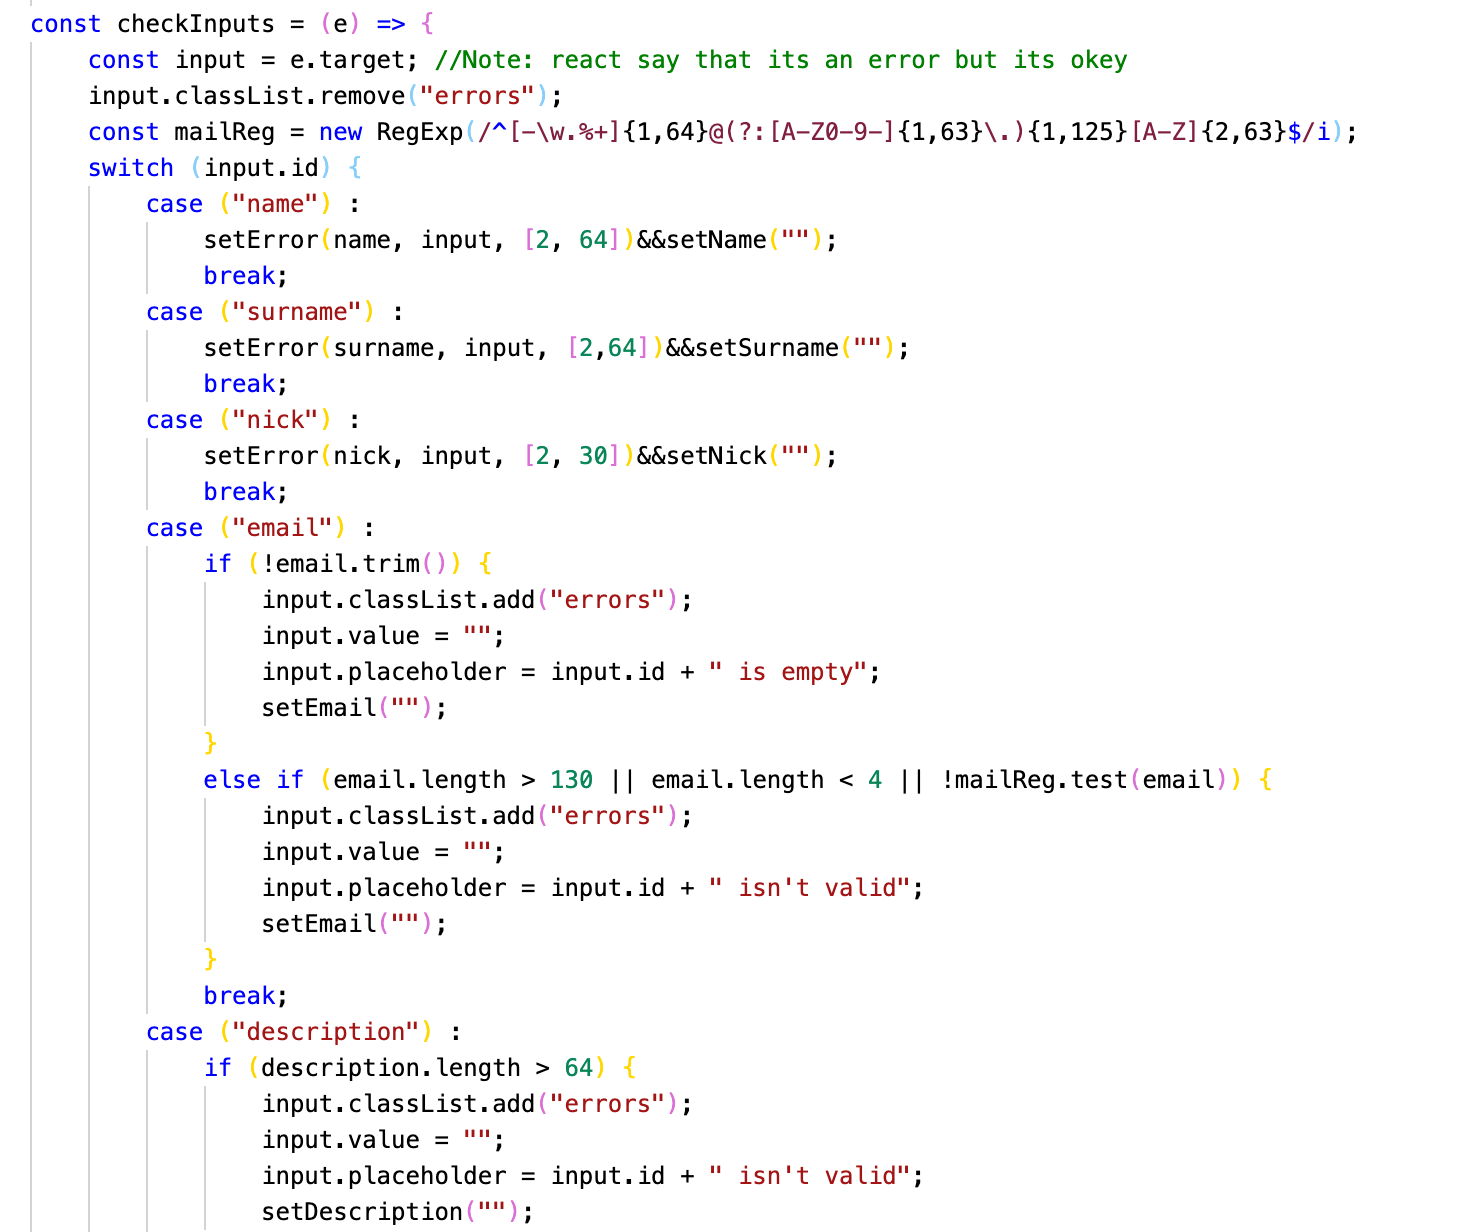 const checkInputs = (e) => {
    const input = e.target; //Note: react say that its an error but its okey
    input.classList.remove("errors");
    const mailReg = new RegExp(/^[-\w.%+]{1,64}@(?:[A-Z0-9-]{1,63}\.){1,125}[A-Z]{2,63}$/i);
    switch (input.id) {
        case ("name") :
            setError(name, input, [2, 64])&&setName("");
            break;
        case ("surname") :
            setError(surname, input, [2,64])&&setSurname("");
            break;
        case ("nick") :
            setError(nick, input, [2, 30])&&setNick("");
            break;
        case ("email") :
            if (!email.trim()) {
                input.classList.add("errors");
                input.value = "";
                input.placeholder = input.id + " is empty";
                setEmail("");
            }
            else if (email.length > 130 || email.length < 4 || !mailReg.test(email)) {
                input.classList.add("errors");
                input.value = "";
                input.placeholder = input.id + " isn't valid";
                setEmail("");
            }
            break;
        case ("description") :
            if (description.length > 64) {
                input.classList.add("errors");
                input.value = "";
                input.placeholder = input.id + " isn't valid";
                setDescription("");